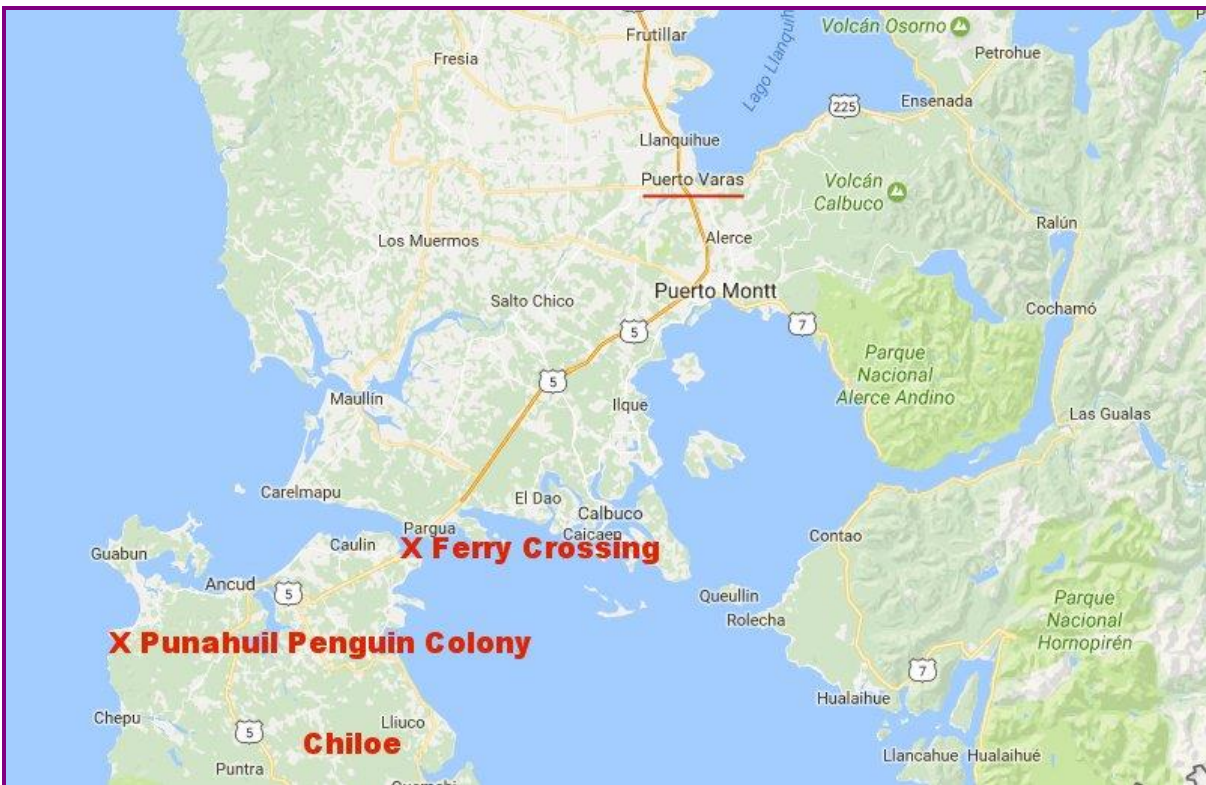 Frutillar
Volcán Osorno
Petrohue
Fresia
Lago Llanquih
225
Ensenada
Llanquihue
Puerto Varas
Volcán
Calbuco
Ralún
Los Muermos
Alerce
Salto Chico
Puerto Montt
Cochamó
5
7
5
Parque
Nacional
Alerce Andino
Maullín
Ilque
Las Gualas
Carelmapu
El Dao
Calbuco
Pargua
Caicaen
Contao
Caulin
X Ferry Crossing
Guabun
Ancud
5
Queullin
Rolecha
Parque
Nacional
Hornopirén
X Punahuil Penguin Colony
7
Hualaihue
Chepu
Lliuco
5
Chiloe
Llancahue
Hualaihué
Puntra